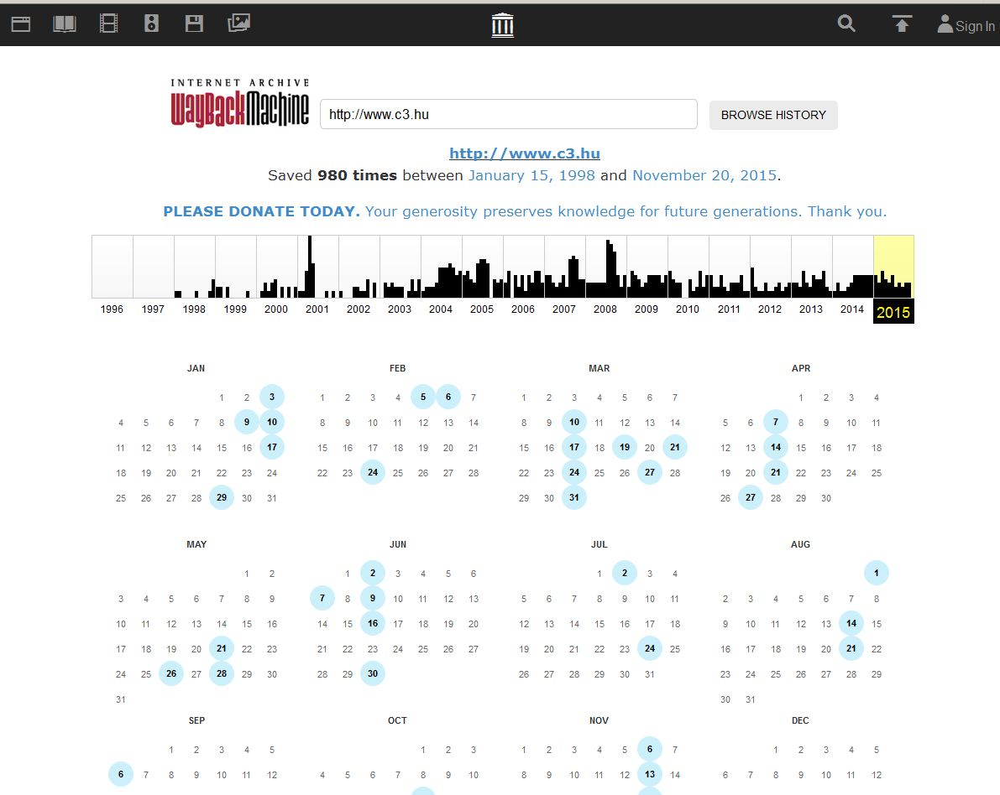 Sign In
INTERNET ARCHIVE
WayBackMachine
http://www.c3.hu
BROWSE HISTORY
http://www.c3.hu
Saved 980 times between January 15, 1998 and November 20, 2015.
PLEASE DONATE TODAY. Your generosity preserves knowledge for future generations. Thank you.
1996 1997 1998 1999 2000 2001 2002 2003 2004 2005 2006 2007 2008 2009 2010 2011 2012 2013 2014 2015
JAN FEB MAR APR
1 2 3 1 2 3 4 5 6 7 1 2 3 4 5 6 7 1 2 3 4
4 5 6 7 8 9 10 8 9 10 11 12 13 14 8 9 10 11 12 13 14 5 6 7 8 9 10 11
11 12 13 14 15 16 17 15 16 17 18 19 20 21 15 16 17 18 19 20 21 12 13 14 15 16 17 18
18 19 20 21 22 23 24 22 23 24 25 26 27 28 22 23 24 25 26 27 28 19 20 21 22 23 24 25
25 26 27 28 29 30 31 29 30 31 26 27 28 29 30
MAY JUN JUL AUG
1 2 1 2 3 4 5 6 1 2 3 4 1
3 4 5 6 7 8 9 7 8 9 10 11 12 13 5 6 7 8 9 10 11 2 3 4 5 6 7 8
10 11 12 13 14 15 16 14 15 16 17 18 19 20 12 13 14 15 16 17 18 9 10 11 12 13 14 15
17 18 19 20 21 22 23 21 22 23 24 25 26 27 19 20 21 22 23 24 25 16 17 18 19 20 21 22
24 25 26 27 28 29 30 28 29 30 26 27 28 29 30 31 23 24 25 26 27 28 29
31 30 31
SEP OCT NOV DEC
1 2 3 4 5 1 2 3 1 2 3 4 5 6 7 1 2 3 4 5
6 7 8 9 10 11 12 4 5 6 7 8 9 10 8 9 10 11 12 13 14 6 7 8 9 10 11 12